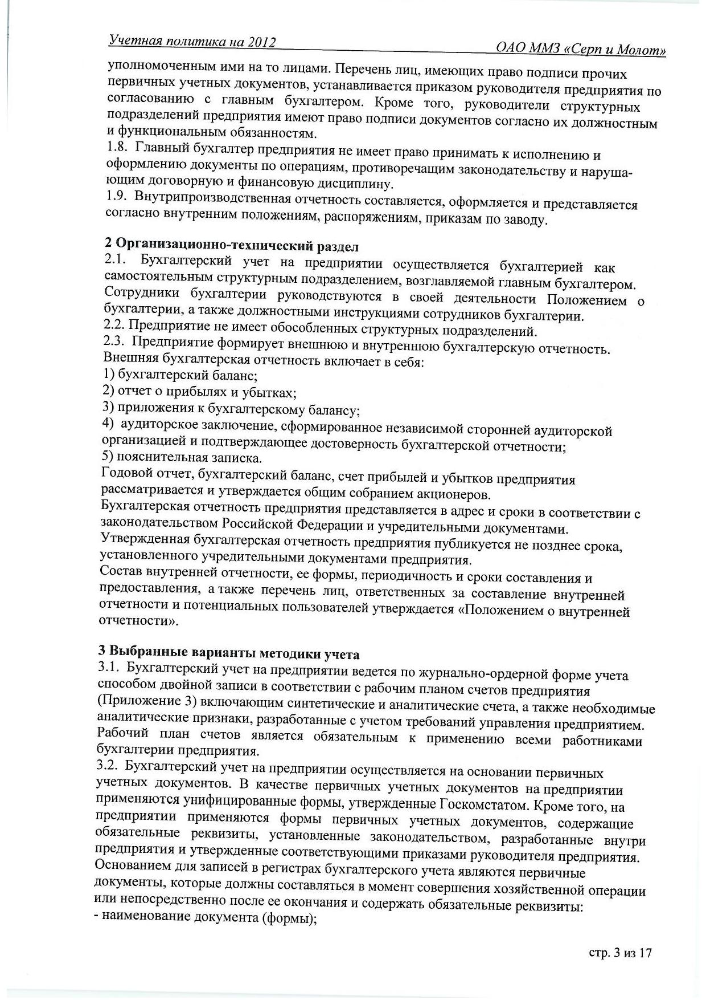 Учетная политика на 2012 ОАО ММЗ «Серп и Молот»
уполномоченным ими на то лицами. Перечень лиц, имеющих право подписи прочих
первичных учетных документов, устанавливается приказом руководителя предприятия по
согласованию с главным бухгалтером. Кроме того, руководители структурных
подразделений предприятия имеют право подписи документов согласно их должностным
и функциональным обязанностям.
1.8. Главный бухгалтер предприятия не имеет право принимать к исполнению и
оформлению документы по операциям, противоречащим законодательству и наруша-
ющим договорную и финансовую дисциплину.
1.9. Внутрипроизводственная отчетность составляется, оформляется и представляется
согласно внутренним положениям, распоряжениям, приказам по заводу.
2 Организационно-технический раздел
2.1. Бухгалтерский учет на предприятии осуществляется бухгалтерией как
самостоятельным структурным подразделением, возглавляемой главным бухгалтером.
Сотрудники бухгалтерии руководствуются в своей деятельности Положением о
бухгалтерии, а также должностными инструкциями сотрудников бухгалтерии.
2.2. Предприятие не имеет обособленных структурных подразделений.
2.3. Предприятие формирует внешнюю и внутреннюю бухгалтерскую отчетность.
Внешняя бухгалтерская отчетность включает в себя:
1) бухгалтерский баланс;
2) отчет о прибылях и убытках;
3) приложения к бухгалтерскому балансу;
4) аудиторское заключение, сформированное независимой сторонней аудиторской
организацией и подтверждающее достоверность бухгалтерской отчетности;
5) пояснительная записка.
Годовой отчет, бухгалтерский баланс, счет прибылей и убытков предприятия
рассматривается и утверждается общим собранием акционеров.
Бухгалтерская отчетность предприятия представляется в адрес и сроки в соответствии с
законодательством Российской Федерации и учредительными документами.
Утвержденная бухгалтерская отчетность предприятия публикуется не позднее срока,
установленного учредительными документами предприятия.
Состав внутренней отчетности, ее формы, периодичность и сроки составления и
предоставления, а также перечень лиц, ответственных за составление внутренней
отчетности и потенциальных пользователей утверждается «Положением о внутренней
отчетности».
3 Выбранные варианты методики учета
3.1. Бухгалтерский учет на предприятии ведется по журнально-ордерной форме учета
способом двойной записи в соответствии с рабочим планом счетов предприятия
(Приложение 3) включающим синтетические и аналитические счета, а также необходимые
аналитические признаки, разработанные с учетом требований управления предприятием.
Рабочий план счетов является обязательным к применению всеми работниками
бухгалтерии предприятия.
3.2. Бухгалтерский учет на предприятии осуществляется на основании первичных
учетных документов. В качестве первичных учетных документов на предприятии
применяются унифицированные формы, утвержденные Госкомстатом. Кроме того, на
предприятии применяются формы первичных учетных документов, содержащие
обязательные реквизиты, установленные законодательством, разработанные внутри
предприятия и утвержденные соответствующими приказами руководителя предприятия.
Основанием для записей в регистрах бухгалтерского учета являются первичные
документы, которые должны составляться в момент совершения хозяйственной операции
или непосредственно после ее окончания и содержать обязательные реквизиты:
- наименование документа (формы);
стр. 3 из 17